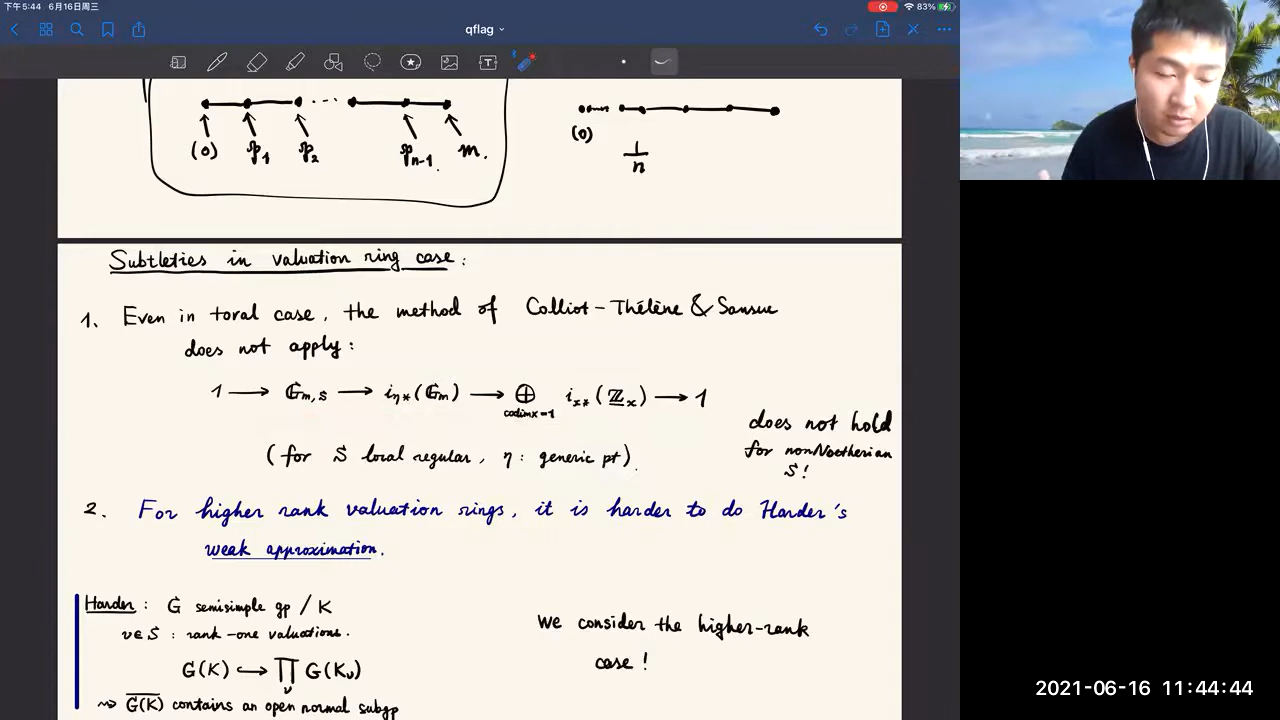 下午5:44 6月16日周三
83%
qflag
(0) 𝔭₁ 𝔭₂ 𝔭ₙ₋₁. m.
(0)
1/n
Subtleties in valuation ring case:
1. Even in toral case, the method of Colliot-Thélène & Sansuc
does not apply:
1 → 𝔾m,S → iη*(𝔾m) → ⊕ codim x=1 ix*(ℤx) → 1
does not hold
for nonNoetherian
S!
(for S local regular, η: generic pt).
2. For higher rank valuation rings, it is harder to do Harder's
weak approximation.
Harder: G semisimple gp / K
v∈S : rank-one valuations.
G(K) ↪ ∏v G(Kv)
⇝ \overline{G(K)} contains an open normal subgp
We consider the higher-rank
case!
2021-06-16 11:44:44